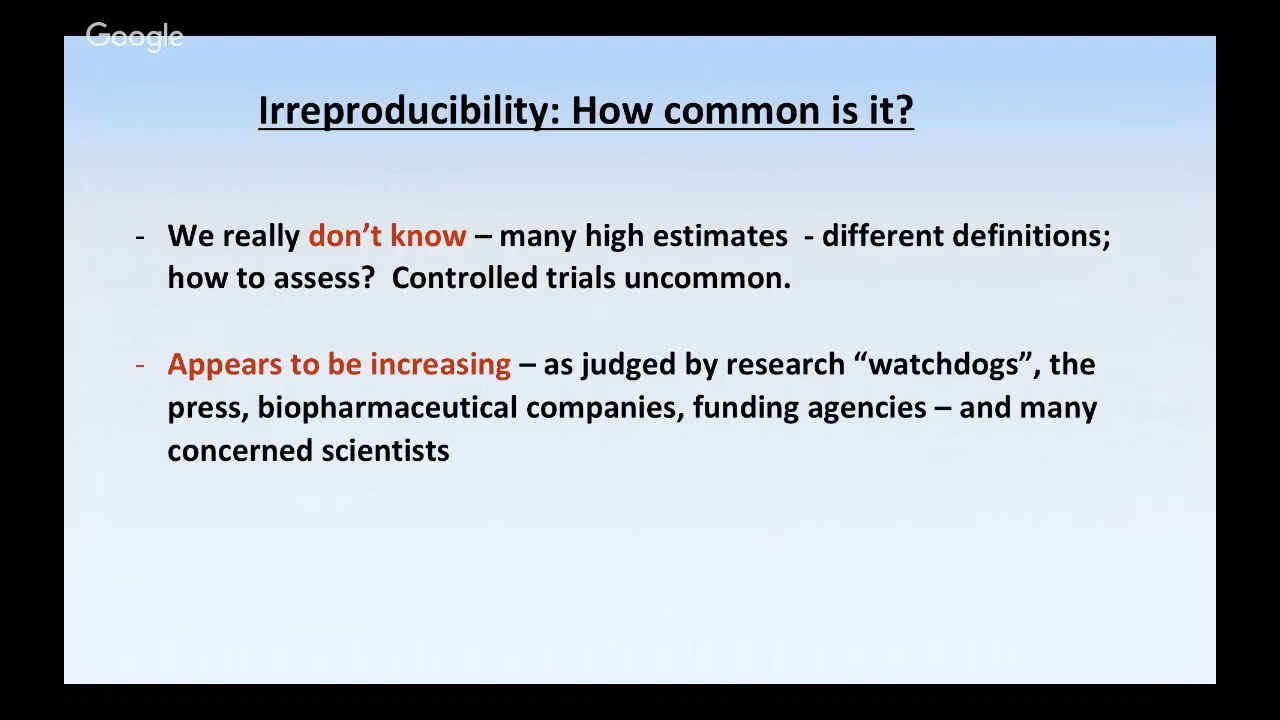 Google
Irreproducibility: How common is it?
- We really don’t know – many high estimates  - different definitions;
how to assess?  Controlled trials uncommon.
- Appears to be increasing – as judged by research “watchdogs”, the
press, biopharmaceutical companies, funding agencies – and many
concerned scientists